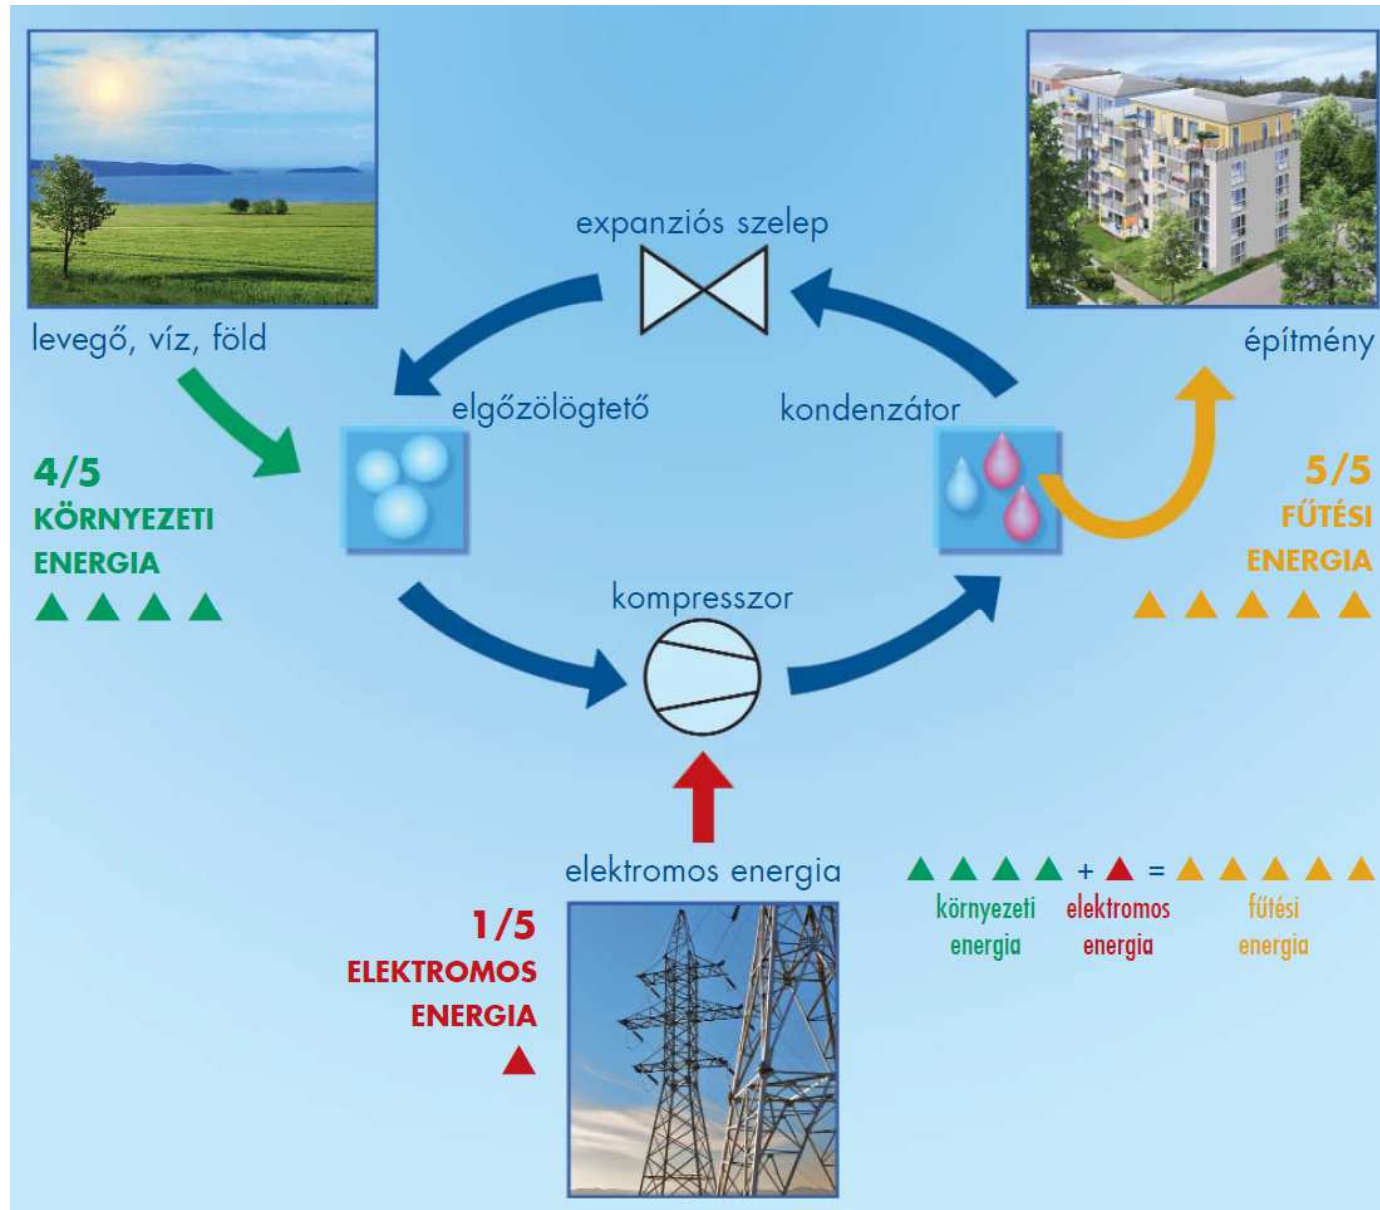 expanziós szelep
levegő, víz, föld
építmény
elgőzölögtető
kondenzátor
4/5
KÖRNYEZETI
ENERGIA
5/5
FŰTÉSI
ENERGIA
kompresszor
elektromos energia
1/5
ELEKTROMOS
ENERGIA
+ =
környezeti elektromos fűtési
energia energia energia